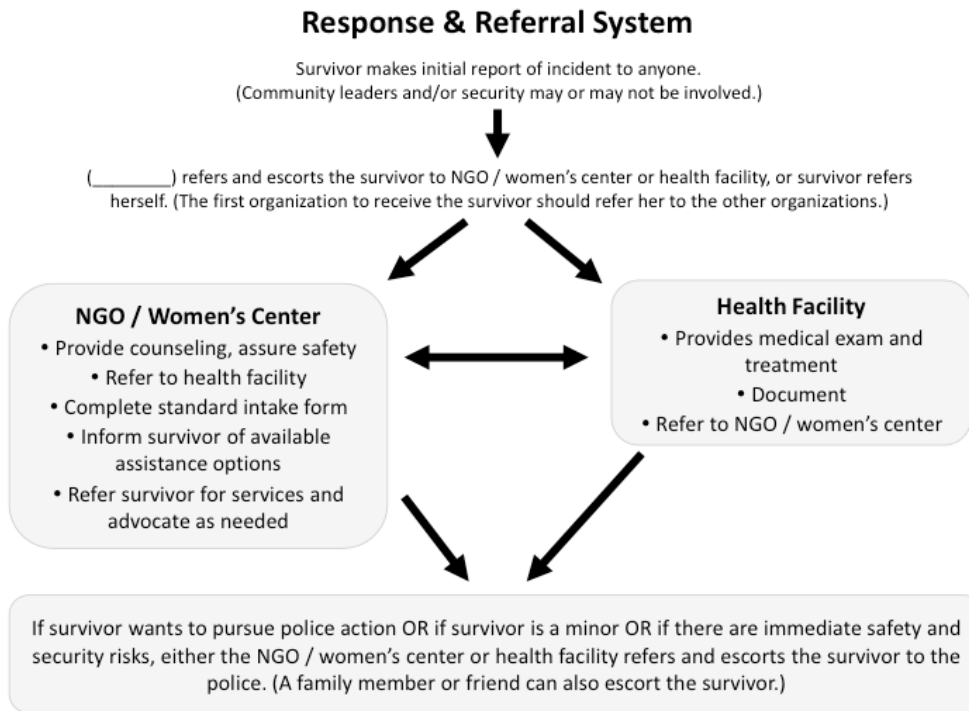 Response & Referral System
Survivor makes initial report of incident to anyone.
(Community leaders and/or security may or may not be involved.)
(________) refers and escorts the survivor to NGO / women’s center or health facility, or survivor refers
herself. (The first organization to receive the survivor should refer her to the other organizations.)
NGO / Women’s Center
• Provide counseling, assure safety
• Refer to health facility
• Complete standard intake form
• Inform survivor of available
assistance options
• Refer survivor for services and
advocate as needed
Health Facility
• Provides medical exam and
treatment
• Document
• Refer to NGO / women’s center
If survivor wants to pursue police action OR if survivor is a minor OR if there are immediate safety and
security risks, either the NGO / women’s center or health facility refers and escorts the survivor to the
police. (A family member or friend can also escort the survivor.)